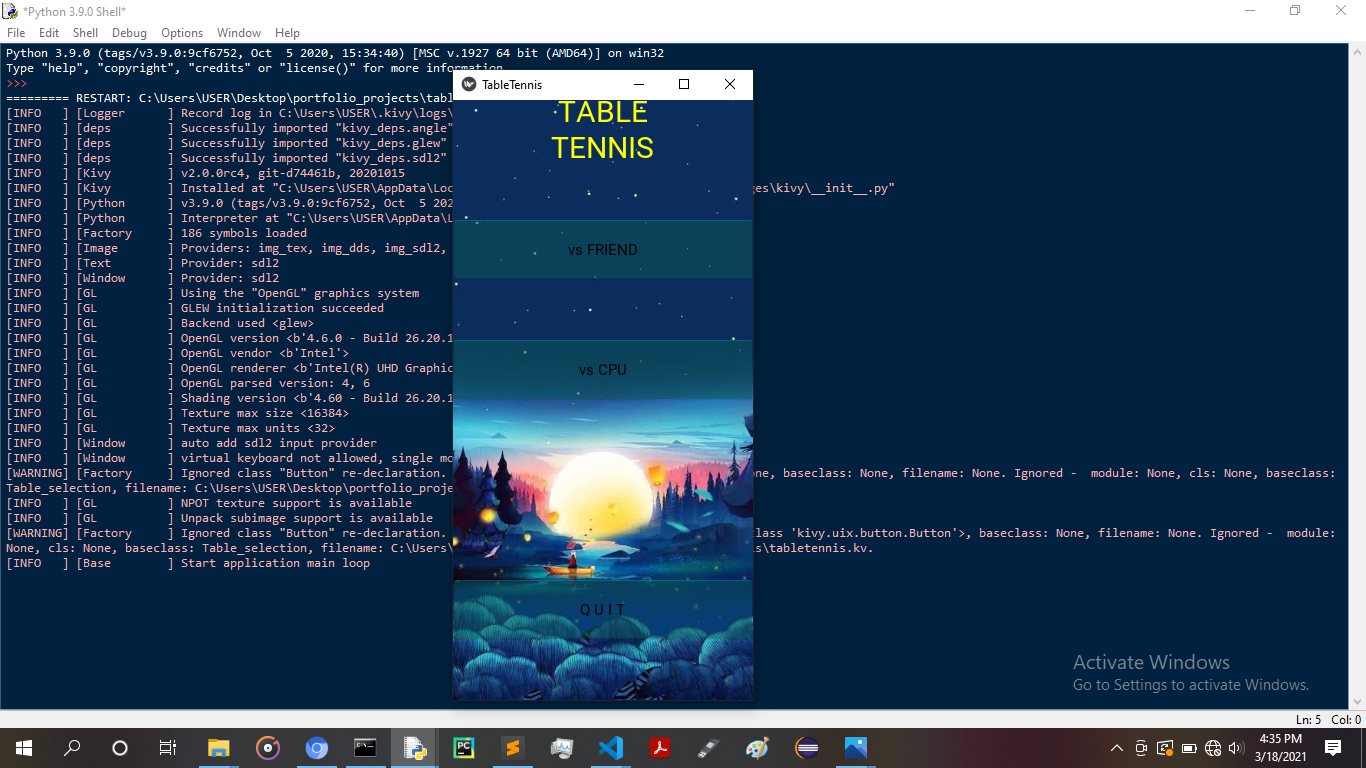 *Python 3.9.0 Shell*
File Edit Shell Debug Options Window Help
Python 3.9.0 (tags/v3.9.0:9cf6752, Oct  5 2020, 15:34:40) [MSC v.1927 64 bit (AMD64)] on win32
Type "help", "copyright", "credits" or "license()" for more information.
>>>
========= RESTART: C:\Users\USER\Desktop\portfolio_projects\tabl
[INFO   ] [Logger      ] Record log in C:\Users\USER\.kivy\logs\
[INFO   ] [deps        ] Successfully imported "kivy_deps.angle"
[INFO   ] [deps        ] Successfully imported "kivy_deps.glew"
[INFO   ] [deps        ] Successfully imported "kivy_deps.sdl2"
[INFO   ] [Kivy        ] v2.0.0rc4, git-d74461b, 20201015
[INFO   ] [Kivy        ] Installed at "C:\Users\USER\AppData\Loc ges\kivy\__init__.py"
[INFO   ] [Python      ] v3.9.0 (tags/v3.9.0:9cf6752, Oct  5 202
[INFO   ] [Python      ] Interpreter at "C:\Users\USER\AppData\L
[INFO   ] [Factory     ] 186 symbols loaded
[INFO   ] [Image       ] Providers: img_tex, img_dds, img_sdl2,
[INFO   ] [Text        ] Provider: sdl2
[INFO   ] [Window      ] Provider: sdl2
[INFO   ] [GL          ] Using the "OpenGL" graphics system
[INFO   ] [GL          ] GLEW initialization succeeded
[INFO   ] [GL          ] Backend used <glew>
[INFO   ] [GL          ] OpenGL version <b'4.6.0 - Build 26.20.1
[INFO   ] [GL          ] OpenGL vendor <b'Intel'>
[INFO   ] [GL          ] OpenGL renderer <b'Intel(R) UHD Graphic
[INFO   ] [GL          ] OpenGL parsed version: 4, 6
[INFO   ] [GL          ] Shading version <b'4.60 - Build 26.20.1
[INFO   ] [GL          ] Texture max size <16384>
[INFO   ] [GL          ] Texture max units <32>
[INFO   ] [Window      ] auto add sdl2 input provider
[INFO   ] [Window      ] virtual keyboard not allowed, single mo
[WARNING] [Factory     ] Ignored class "Button" re-declaration. ne, baseclass: None, filename: None. Ignored -  module: None, cls: None, baseclass:
Table_selection, filename: C:\Users\USER\Desktop\portfolio_proje
[INFO   ] [GL          ] NPOT texture support is available
[INFO   ] [GL          ] Unpack subimage support is available
[WARNING] [Factory     ] Ignored class "Button" re-declaration. lass 'kivy.uix.button.Button'>, baseclass: None, filename: None. Ignored -  module:
None, cls: None, baseclass: Table_selection, filename: C:\Users\ s\tabletennis.kv.
[INFO   ] [Base        ] Start application main loop
TableTennis
TABLE
TENNIS
vs FRIEND
vs CPU
Q U I T
Activate Windows
Go to Settings to activate Windows.
Ln: 5 Col: 0
4:35 PM
3/18/2021